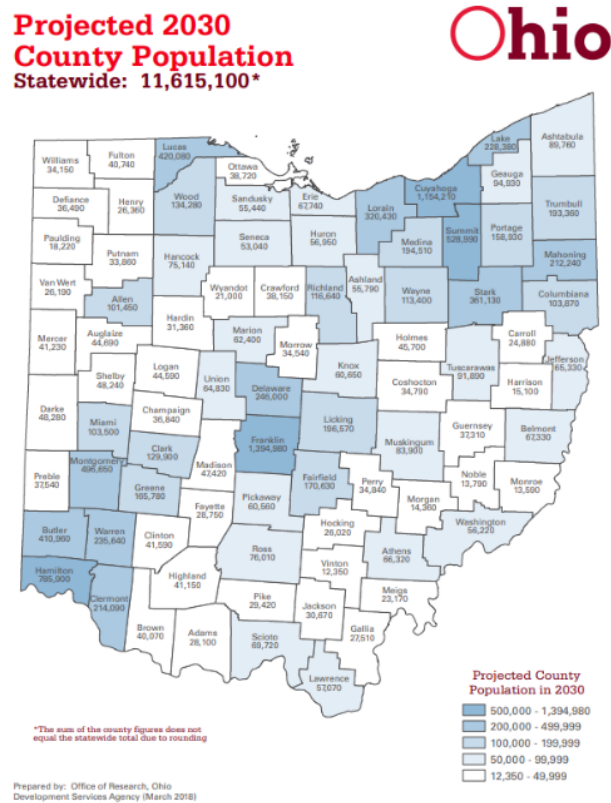 Projected 2030
County Population
Statewide: 11,615,100*
Ohio
Williams
34,150
Fulton
40,740
Lucas
420,080
Ottawa
38,720
Lake
228,380
Ashtabula
89,760
Geauga
94,930
Defiance
36,490
Henry
26,360
Wood
134,280
Sandusky
55,440
Erie
67,740
Lorain
320,430
Cuyahoga
1,154,210
Trumbull
193,360
Paulding
18,220
Putnam
33,860
Hancock
75,140
Seneca
53,040
Huron
56,950
Medina
194,510
Summit
528,990
Portage
158,930
Mahoning
212,240
Van Wert
26,190
Allen
101,450
Wyandot
21,000
Crawford
38,150
Richland
116,640
Ashland
55,790
Wayne
113,400
Stark
361,130
Columbiana
103,870
Mercer
41,230
Auglaize
44,690
Hardin
31,360
Marion
62,400
Morrow
34,540
Holmes
45,700
Carroll
24,880
Jefferson
65,330
Shelby
48,240
Logan
44,590
Union
64,830
Delaware
246,000
Knox
60,650
Coshocton
34,790
Tuscarawas
91,890
Harrison
15,100
Darke
48,280
Miami
103,500
Champaign
36,840
Clark
129,900
Franklin
1,394,980
Licking
196,570
Muskingum
83,900
Guernsey
37,310
Belmont
67,330
Preble
37,540
Montgomery
496,650
Greene
165,780
Madison
47,420
Pickaway
60,560
Fairfield
170,630
Perry
34,840
Morgan
14,360
Noble
13,790
Monroe
13,590
Butler
410,960
Warren
235,640
Clinton
41,590
Fayette
28,750
Ross
76,010
Hocking
26,020
Athens
66,320
Washington
56,220
Hamilton
785,900
Clermont
214,090
Highland
41,150
Vinton
12,350
Meigs
23,170
Brown
40,070
Adams
28,100
Pike
29,420
Jackson
30,670
Gallia
27,510
Scioto
69,720
Lawrence
57,070
Projected County
Population in 2030
500,000 - 1,394,980
200,000 - 499,999
100,000 - 199,999
50,000 - 99,999
12,350 - 49,999
*The sum of the county figures does not
equal the statewide total due to rounding
Prepared by: Office of Research, Ohio
Development Services Agency (March 2018)